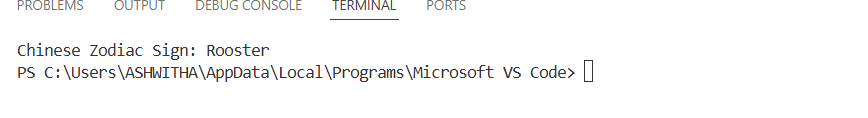 PROBLEMS OUTPUT DEBUG CONSOLE TERMINAL PORTS
Chinese Zodiac Sign: Rooster
PS C:\Users\ASHWITHA\AppData\Local\Programs\Microsoft VS Code>